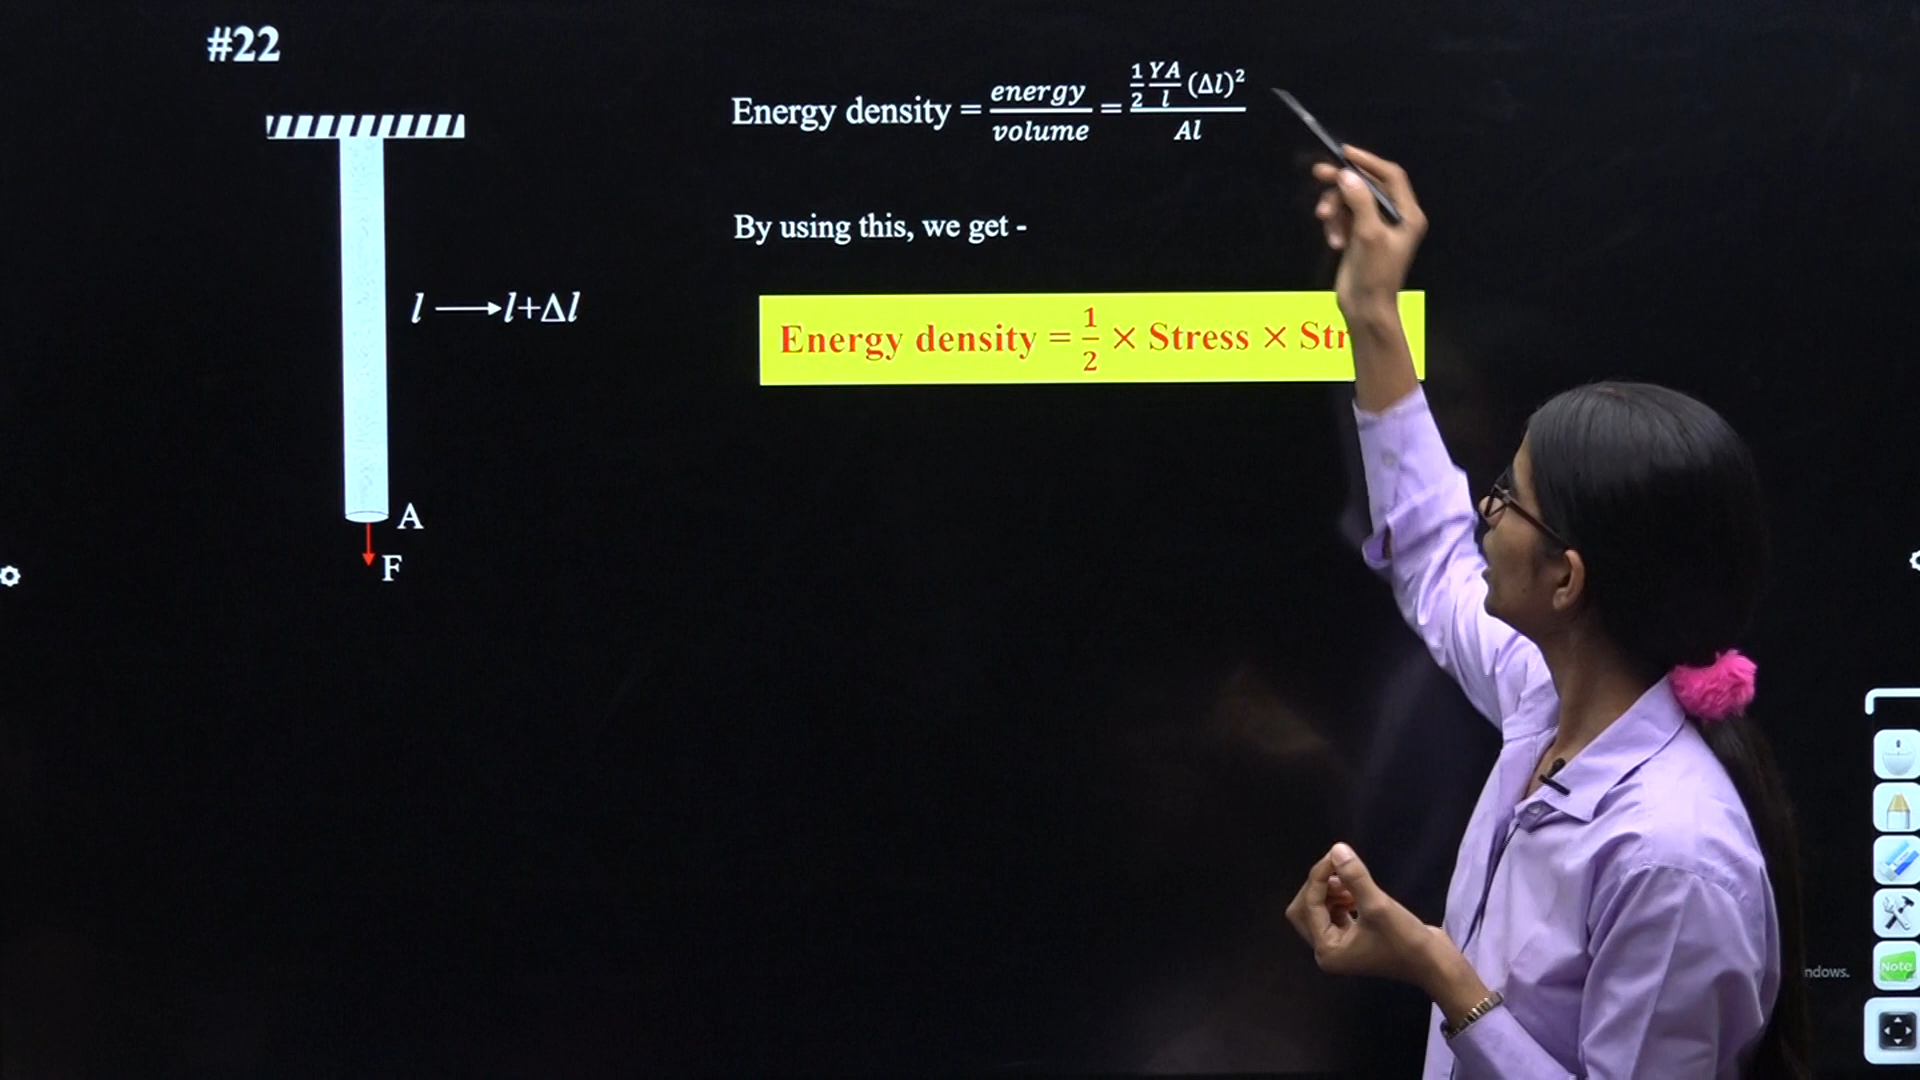 #22
Energy density = energy/volume = (1/2 YA/l (Δl)²)/Al
By using this, we get -
l ⟶ l+Δl
Energy density = 1/2 × Stress × Str
A
F
ndows.
Note